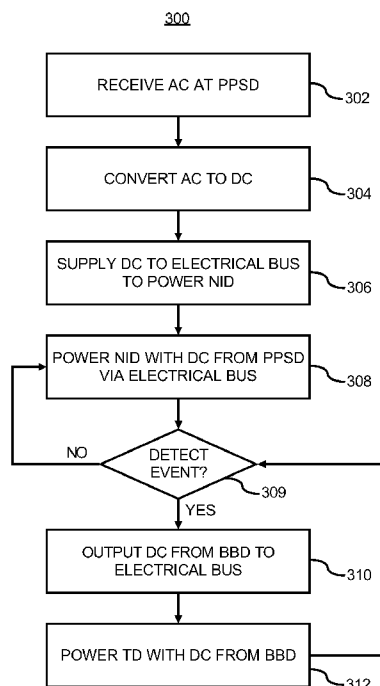 300
RECEIVE AC AT PPSD
302
CONVERT AC TO DC
304
SUPPLY DC TO ELECTRICAL BUS
TO POWER NID
306
POWER NID WITH DC FROM PPSD
VIA ELECTRICAL BUS
308
NO
DETECT
EVENT?
309
YES
OUTPUT DC FROM BBD TO
ELECTRICAL BUS
310
POWER TD WITH DC FROM BBD
312